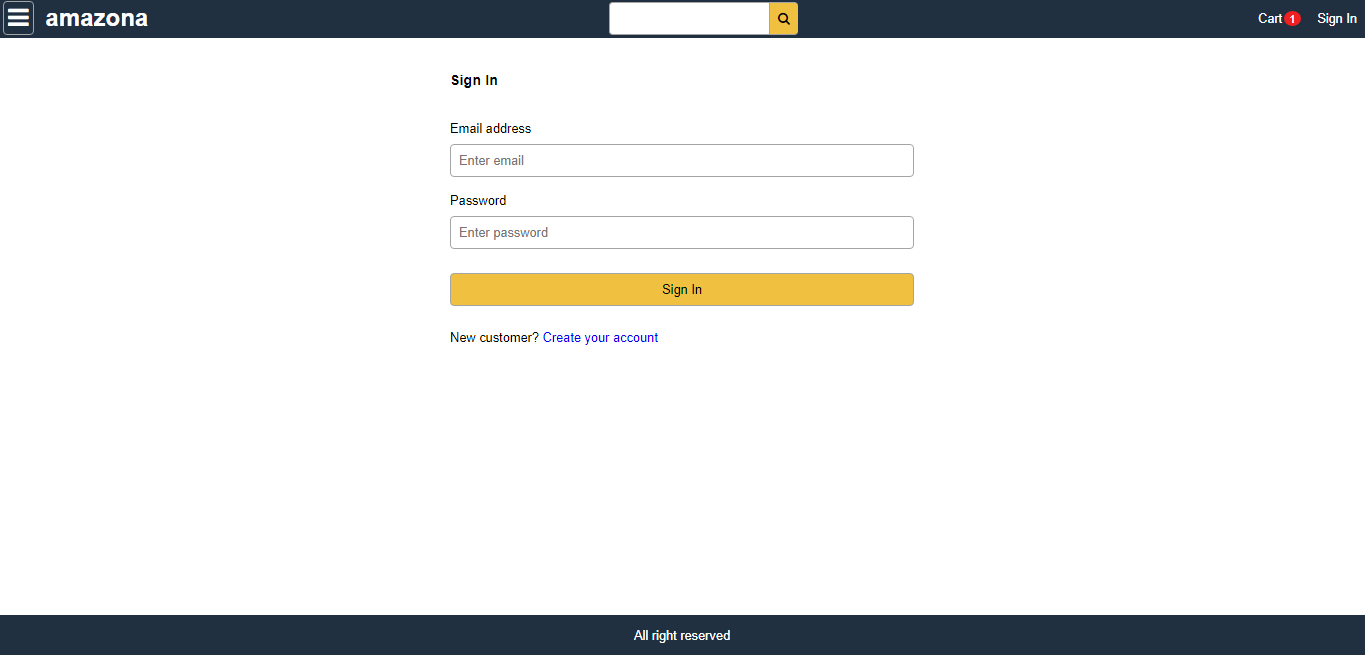 amazona
Cart 1 Sign In
Sign In
Email address
Enter email
Password
Enter password
Sign In
New customer? Create your account
All right reserved